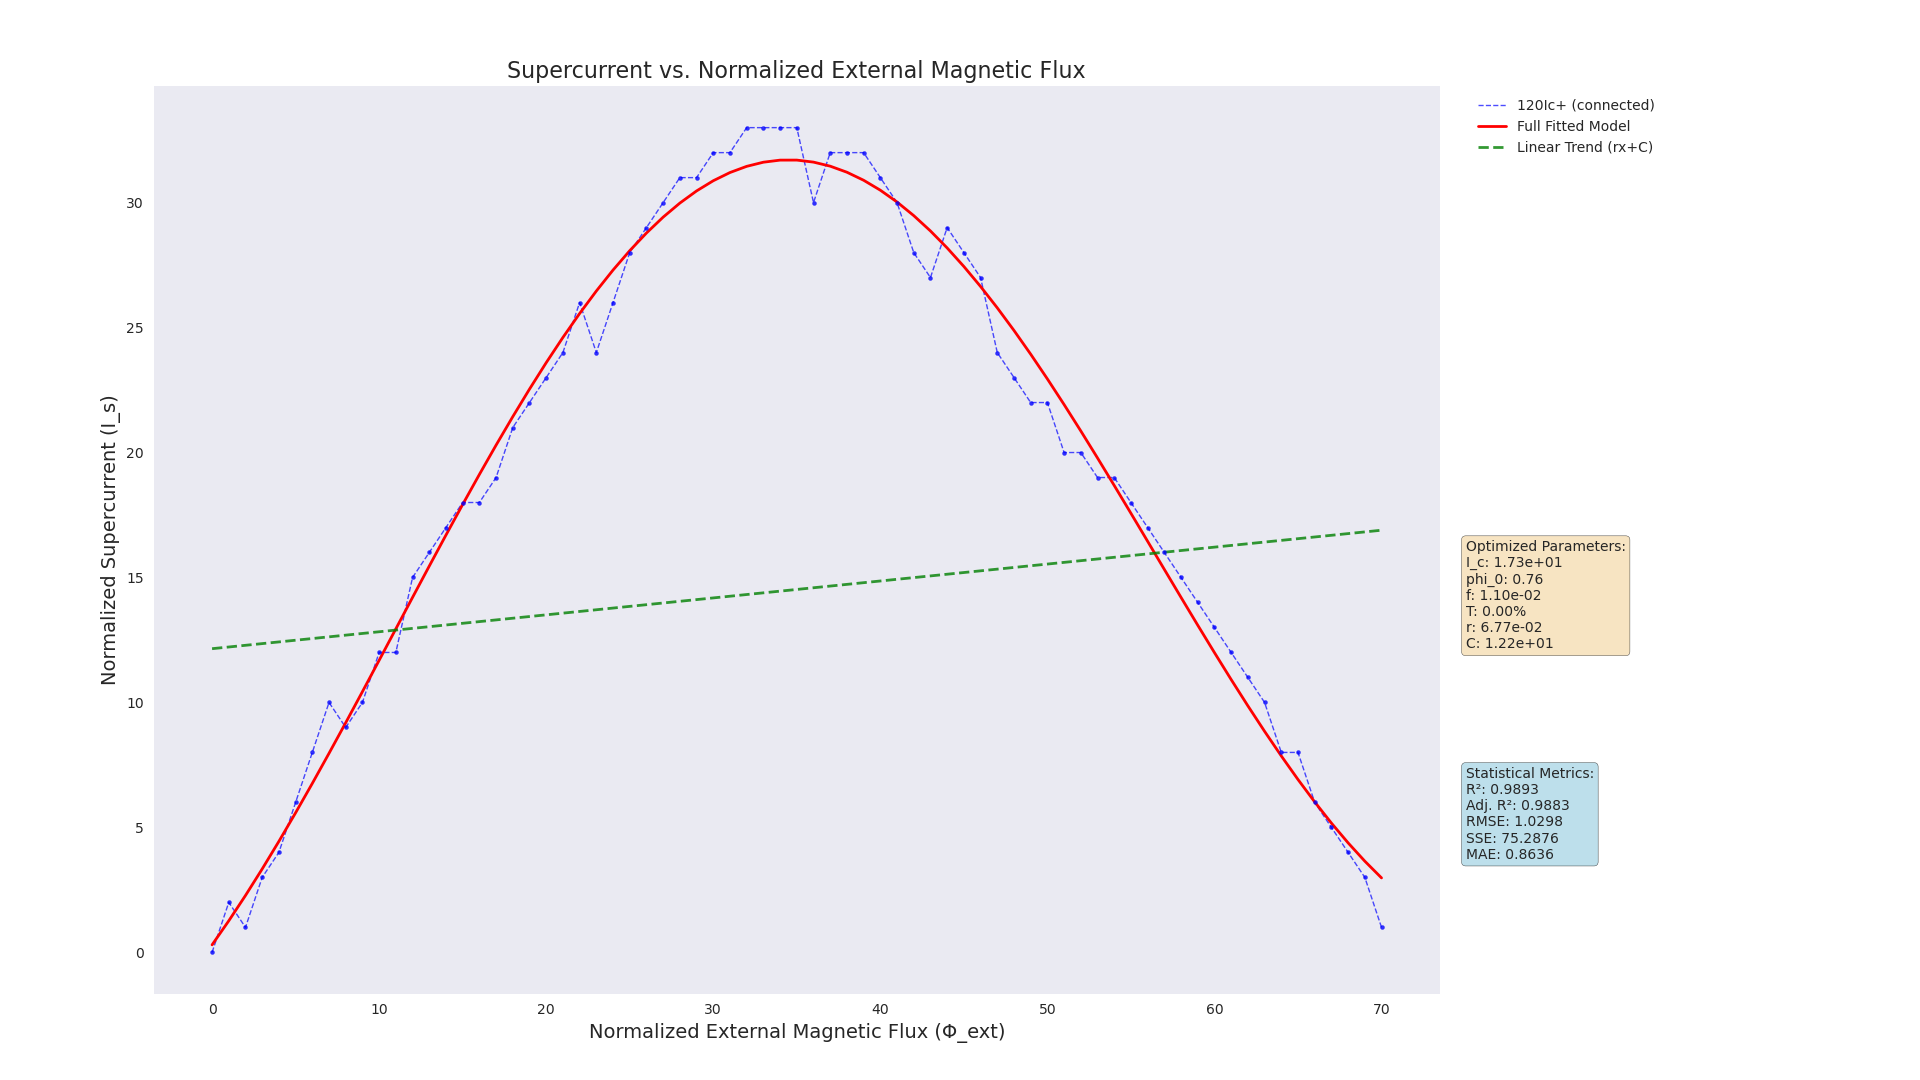 Supercurrent vs. Normalized External Magnetic Flux
120Ic+ (connected)
Full Fitted Model
Linear Trend (rx+C)
Normalized Supercurrent (I_s)
30
25
20
15
10
5
0
0 10 20 30 40 50 60 70
Normalized External Magnetic Flux (Φ_ext)
Optimized Parameters:
I_c: 1.73e+01
phi_0: 0.76
f: 1.10e-02
T: 0.00%
r: 6.77e-02
C: 1.22e+01
Statistical Metrics:
R²: 0.9893
Adj. R²: 0.9883
RMSE: 1.0298
SSE: 75.2876
MAE: 0.8636